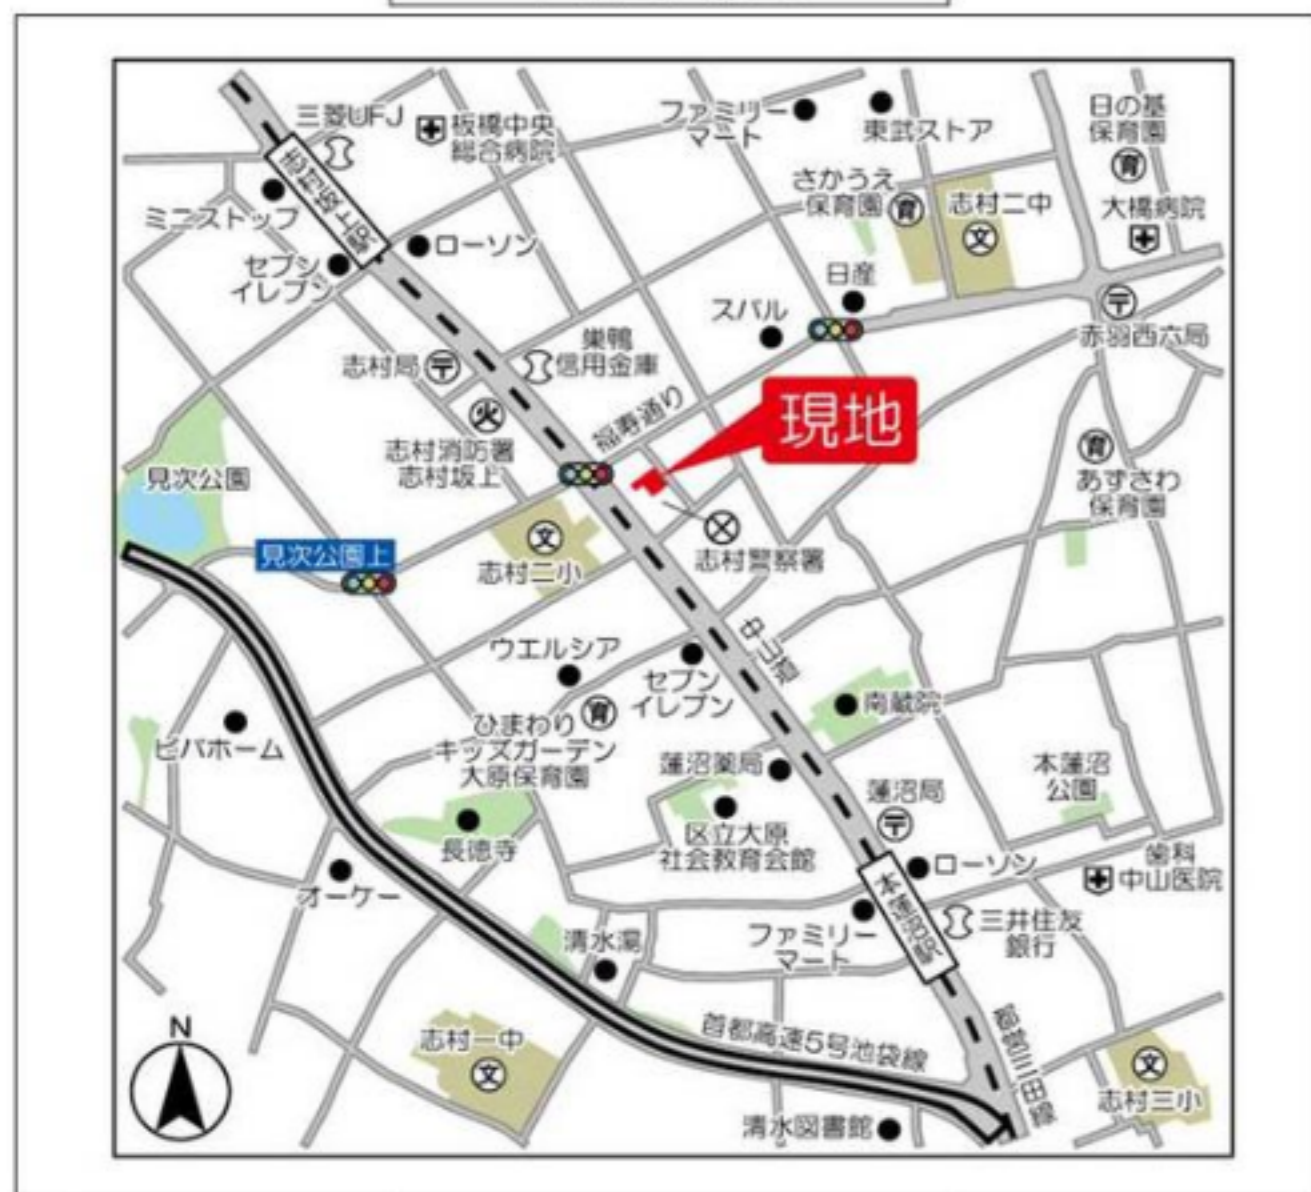 三菱UFJ
板橋中央
総合病院
ファミリー
マート
東武ストア
日の基
保育園
育
さかうえ
保育園
育
志村二中
文
大橋病院
ミニストップ
志村坂上駅
ローソン
セブン
イレブン
日産
スバル
〒
赤羽西六局
巣鴨
信用金庫
志村局
〒
福寿通り
現地
火
志村消防署
志村坂上
育
あずさわ
保育園
見次公園
見次公園上
文
志村二小
志村警察署
中山道
ウエルシア
セブン
イレブン
南蔵院
育
ひまわり
キッズガーデン
大原保育園
ビバホーム
蓮沼薬局
蓮沼局
〒
本蓮沼
公園
区立大原
社会教育会館
長徳寺
オーケー
ローソン
本蓮沼駅
歯科
中山医院
ファミリー
マート
三井住友
銀行
清水湯
首都高速5号池袋線
都営三田線
志村一中
文
N
文
志村三小
清水図書館